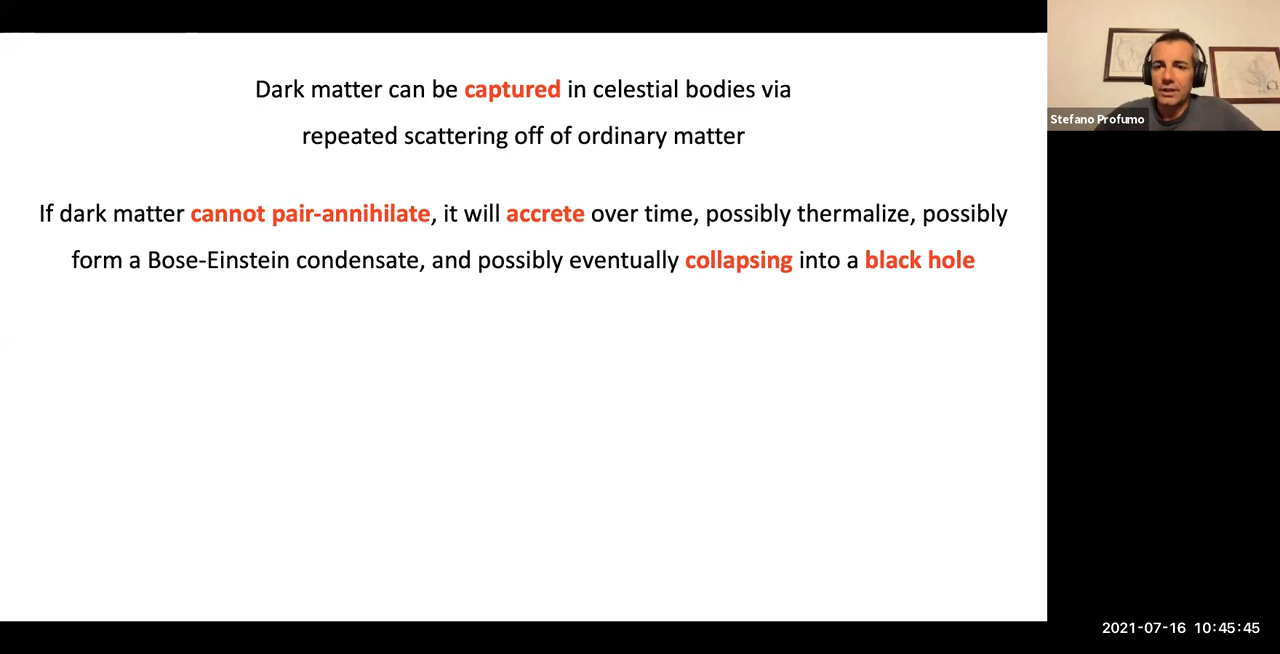 Dark matter can be captured in celestial bodies via
repeated scattering off of ordinary matter
If dark matter cannot pair-annihilate, it will accrete over time, possibly thermalize, possibly
form a Bose-Einstein condensate, and possibly eventually collapsing into a black hole
Stefano Profumo
2021-07-16 10:45:45